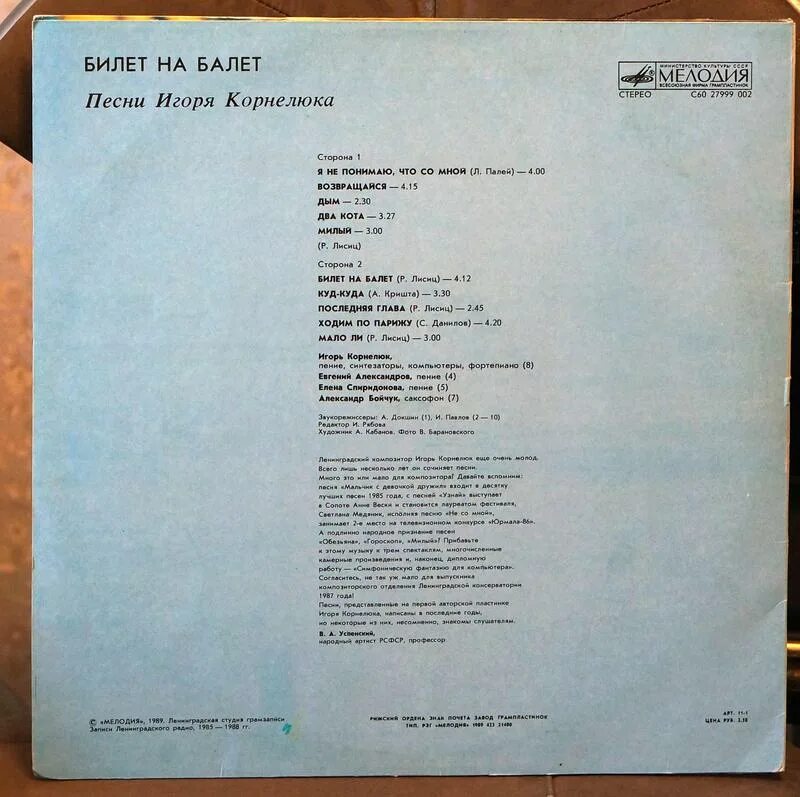 БИЛЕТ НА БАЛЕТ
Песни Игоря Корнелюка
МИНИСТЕРСТВО КУЛЬТУРЫ СССР
МЕЛОДИЯ
ВСЕСОЮЗНАЯ ФИРМА ГРАМПЛАСТИНОК
СТЕРЕО С60 27999 002
Сторона 1
Я НЕ ПОНИМАЮ, ЧТО СО МНОЙ (Л. Палей) — 4.00
ВОЗВРАЩАЙСЯ — 4.15
ДЫМ — 2.30
ДВА КОТА — 3.27
МИЛЫЙ — 3.00
(Р. Лисиц)
Сторона 2
БИЛЕТ НА БАЛЕТ (Р. Лисиц) — 4.12
КУД-КУДА (А. Кришта) — 3.30
ПОСЛЕДНЯЯ ГЛАВА (Р. Лисиц) — 2.45
ХОДИМ ПО ПАРИЖУ (С. Данилов) — 4.20
МАЛО ЛИ (Р. Лисиц) — 3.00
Игорь Корнелюк,
пение, синтезаторы, компьютеры, фортепиано (8)
Евгений Александров, пение (4)
Елена Спиридонова, пение (5)
Александр Бойчук, саксофон (7)
Звукорежиссеры: А. Докшин (1), И. Павлов (2—10)
Редактор И. Рябова
Художник А. Кабанов. Фото В. Барановского
Ленинградский композитор Игорь Корнелюк еще очень молод.
Всего лишь несколько лет он сочиняет песни.
Много это или мало для композитора? Давайте вспомним:
песня «Мальчик с девочкой дружил» входит в десятку
лучших песен 1985 года, с песней «Узнай» выступает
в Сопоте Анне Вески и становится лауреатом фестиваля,
Светлана Медяник, исполняя песню «Не со мной»,
занимает 2-е место на телевизионном конкурсе «Юрмала-86».
А подлинно народное признание песен
«Обезьяна», «Гороскоп», «Милый»? Прибавьте
к этому музыку к трем спектаклям, многочисленные
камерные произведения и, наконец, дипломную
работу — «Симфоническую фантазию для компьютера».
Согласитесь, не так уж мало для выпускника
композиторского отделения Ленинградской консерватории
1987 года!
Песни, представленные на первой авторской пластинке
Игоря Корнелюка, написаны в последние годы,
но некоторые из них, несомненно, знакомы слушателям.
В. А. Успенский,
народный артист РСФСР, профессор
© «МЕЛОДИЯ», 1989. Ленинградская студия грамзаписи
Записи Ленинградского радио, 1985—1988 гг.
РИЖСКИЙ ОРДЕНА ЗНАК ПОЧЕТА ЗАВОД ГРАМПЛАСТИНОК
ТИП. РЗГ «МЕЛОДИЯ» 1989 423 21400
АРТ. 11-1
ЦЕНА РУБ. 2.50